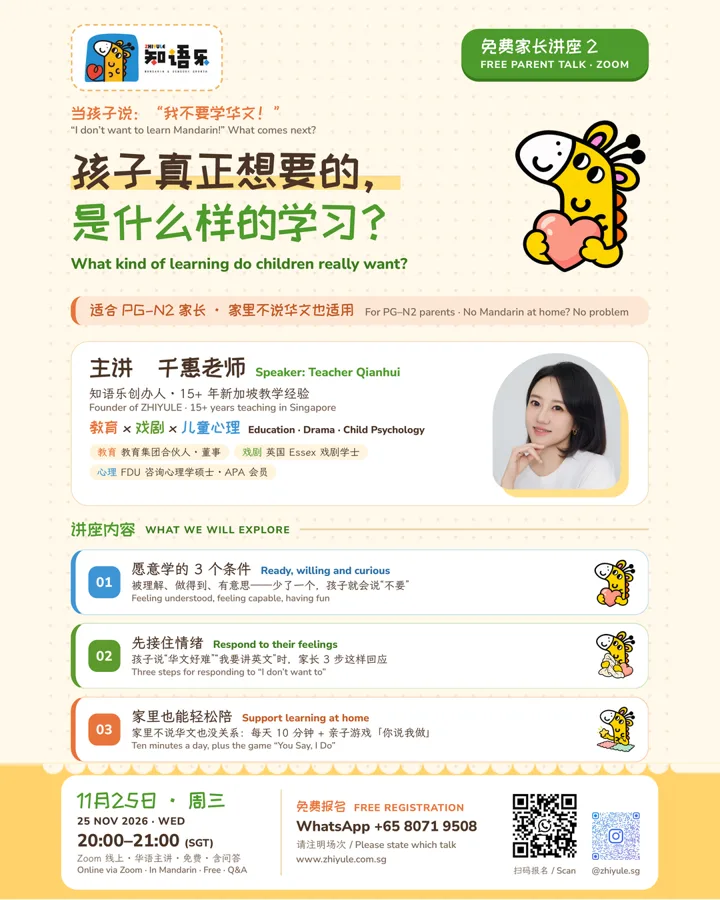 ZHIYULE
知语乐
免费家长讲座 2
FREE PARENT TALK · ZOOM
当孩子说：“我不要学华文！”
“I don’t want to learn Mandarin!” What comes next?
孩子真正想要的，
是什么样的学习？
What kind of learning do children really want?
适合 PG–N2 家长 · 家里不说华文也适用 For PG–N2 parents · No Mandarin at home? No problem
主讲 千惠老师 Speaker: Teacher Qianhui
知语乐创办人 · 15+ 年新加坡教学经验
Founder of ZHIYULE · 15+ years teaching in Singapore
教育 × 戏剧 × 儿童心理 Education · Drama · Child Psychology
教育 教育集团合伙人 · 董事 戏剧 英国 Essex 戏剧学士
心理 FDU 咨询心理学硕士 · APA 会员
讲座内容 WHAT WE WILL EXPLORE
01
愿意学的 3 个条件 Ready, willing and curious
被理解、做得到、有意思——少了一个，孩子就会说“不要”
Feeling understood, feeling capable, having fun
02
先接住情绪 Respond to their feelings
孩子说“华文好难”“我要讲英文”时，家长 3 步这样回应
Three steps for responding to “I don’t want to”
03
家里也能轻松陪 Support learning at home
家里不说华文也没关系：每天 10 分钟 + 亲子游戏「你说我做」
Ten minutes a day, plus the game “You Say, I Do”
11月25日 · 周三
25 NOV 2026 · WED
20:00–21:00 (SGT)
Zoom 线上 · 华语主讲 · 免费 · 含问答
Online via Zoom · In Mandarin · Free · Q&A
免费报名 FREE REGISTRATION
WhatsApp +65 8071 9508
请注明场次 / Please state which talk
www.zhiyule.com.sg
扫码报名 / Scan
@zhiyule.sg